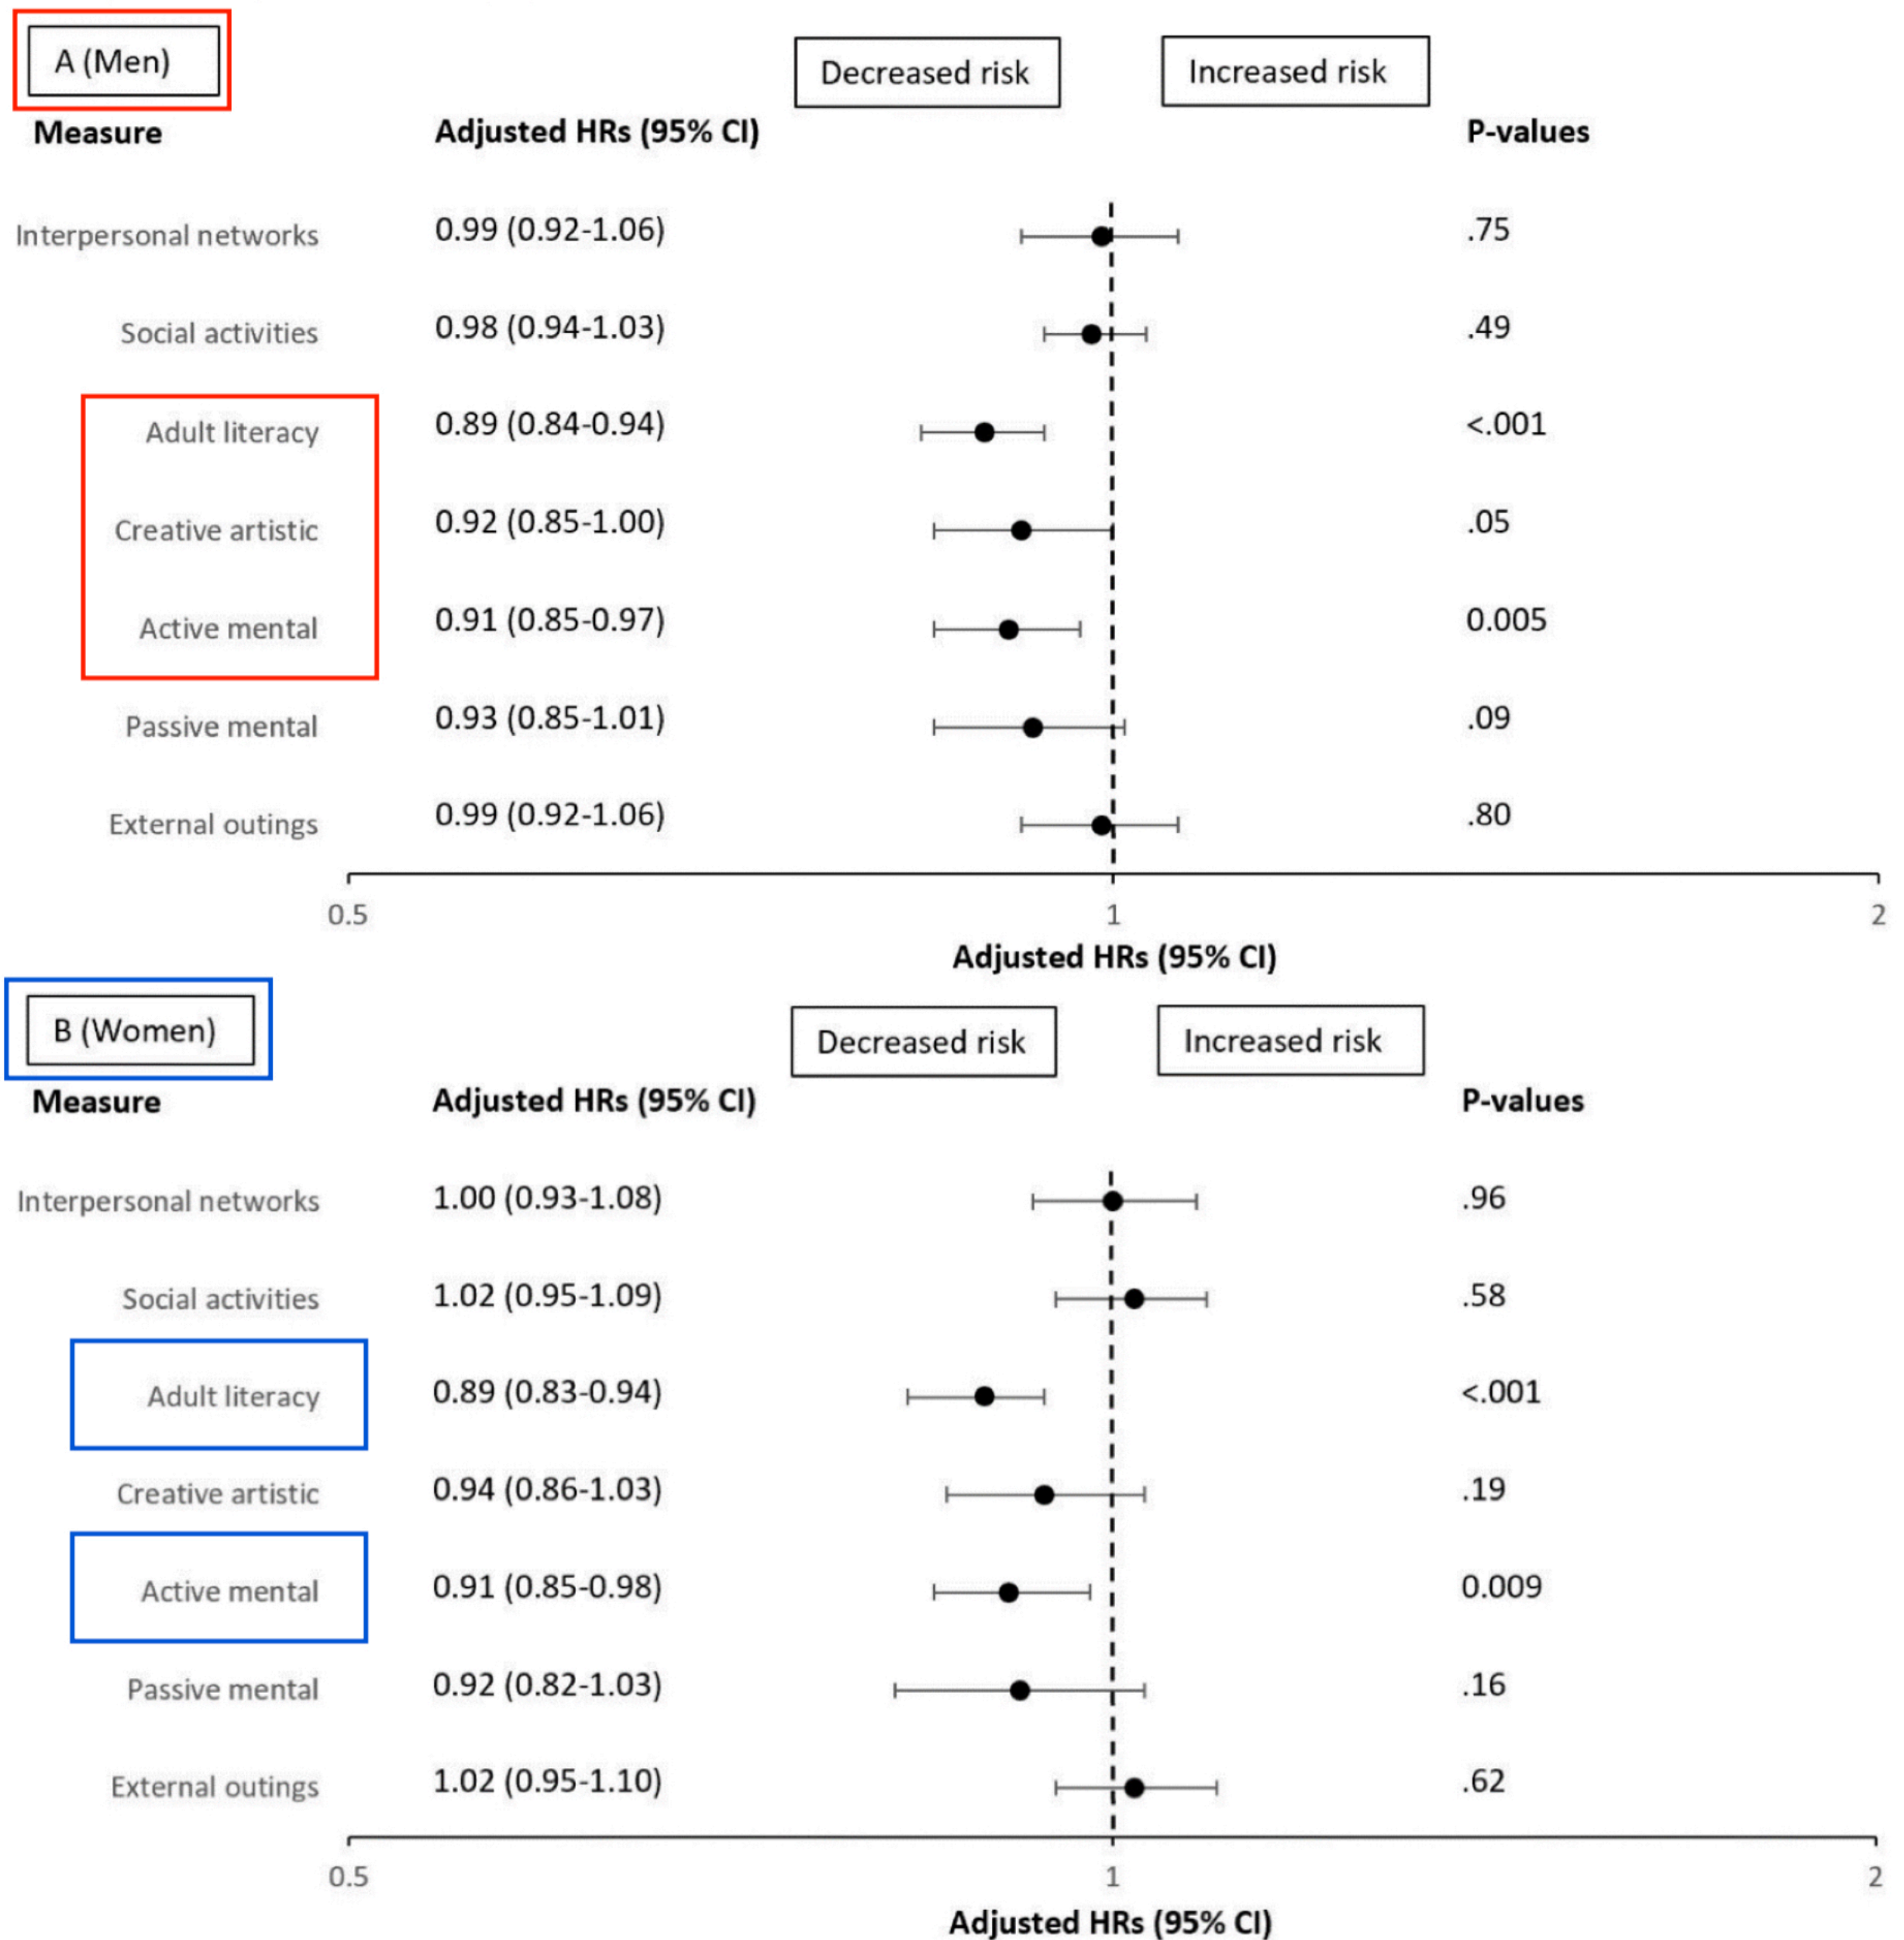 A (Men)
Decreased risk
Increased risk
Measure
Adjusted HRs (95% CI)
P-values
Interpersonal networks 0.99 (0.92-1.06) .75
Social activities 0.98 (0.94-1.03) .49
Adult literacy 0.89 (0.84-0.94) <.001
Creative artistic 0.92 (0.85-1.00) .05
Active mental 0.91 (0.85-0.97) 0.005
Passive mental 0.93 (0.85-1.01) .09
External outings 0.99 (0.92-1.06) .80
0.5 1 2
Adjusted HRs (95% CI)
B (Women)
Decreased risk
Increased risk
Measure
Adjusted HRs (95% CI)
P-values
Interpersonal networks 1.00 (0.93-1.08) .96
Social activities 1.02 (0.95-1.09) .58
Adult literacy 0.89 (0.83-0.94) <.001
Creative artistic 0.94 (0.86-1.03) .19
Active mental 0.91 (0.85-0.98) 0.009
Passive mental 0.92 (0.82-1.03) .16
External outings 1.02 (0.95-1.10) .62
0.5 1 2
Adjusted HRs (95% CI)